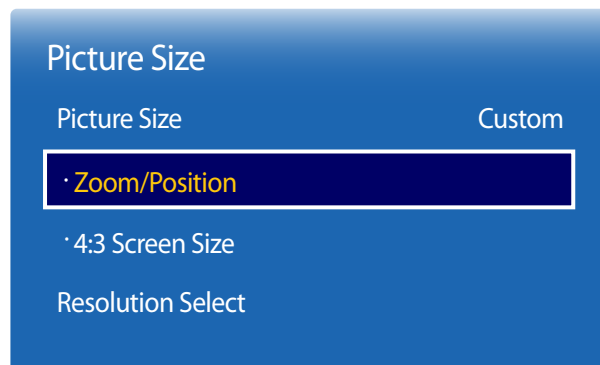 Picture Size
Picture Size Custom
· Zoom/Position
· 4:3 Screen Size
Resolution Select